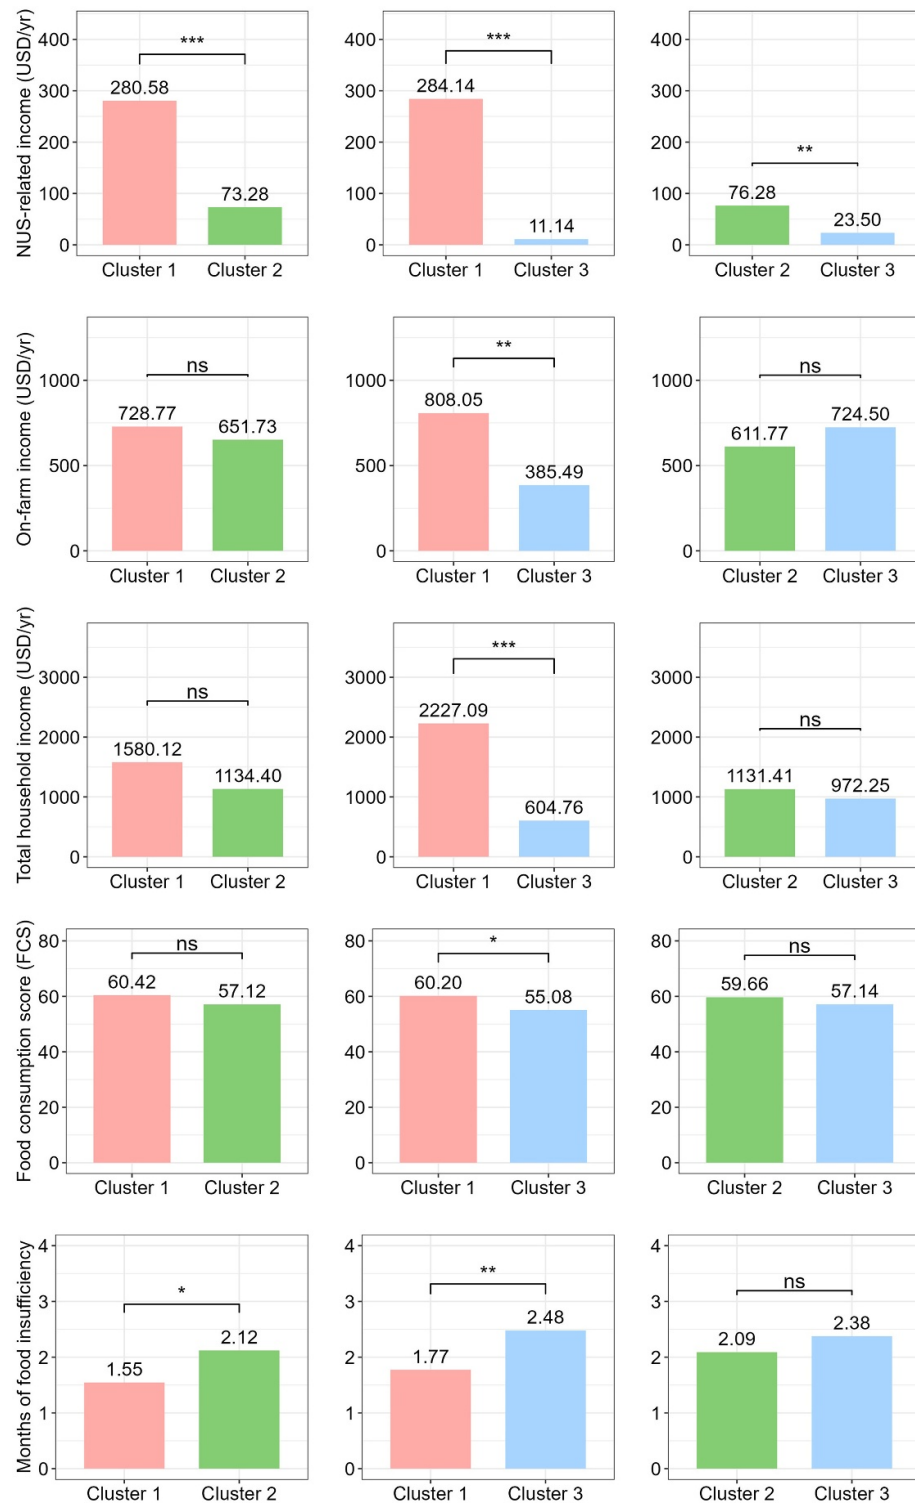 NUS-related income (USD/yr)
400
300
200
100
0
***
280.58
73.28
Cluster 1
Cluster 2
400
300
200
100
0
***
284.14
11.14
Cluster 1
Cluster 3
400
300
200
100
0
**
76.28
23.50
Cluster 2
Cluster 3
On-farm income (USD/yr)
1000
500
0
ns
728.77
651.73
Cluster 1
Cluster 2
1000
500
0
**
808.05
385.49
Cluster 1
Cluster 3
1000
500
0
ns
611.77
724.50
Cluster 2
Cluster 3
Total household income (USD/yr)
3000
2000
1000
0
ns
1580.12
1134.40
Cluster 1
Cluster 2
3000
2000
1000
0
***
2227.09
604.76
Cluster 1
Cluster 3
3000
2000
1000
0
ns
1131.41
972.25
Cluster 2
Cluster 3
Food consumption score (FCS)
80
60
40
20
0
ns
60.42
57.12
Cluster 1
Cluster 2
80
60
40
20
0
*
60.20
55.08
Cluster 1
Cluster 3
80
60
40
20
0
ns
59.66
57.14
Cluster 2
Cluster 3
Months of food insufficiency
4
3
2
1
0
*
1.55
2.12
Cluster 1
Cluster 2
4
3
2
1
0
**
1.77
2.48
Cluster 1
Cluster 3
4
3
2
1
0
ns
2.09
2.38
Cluster 2
Cluster 3